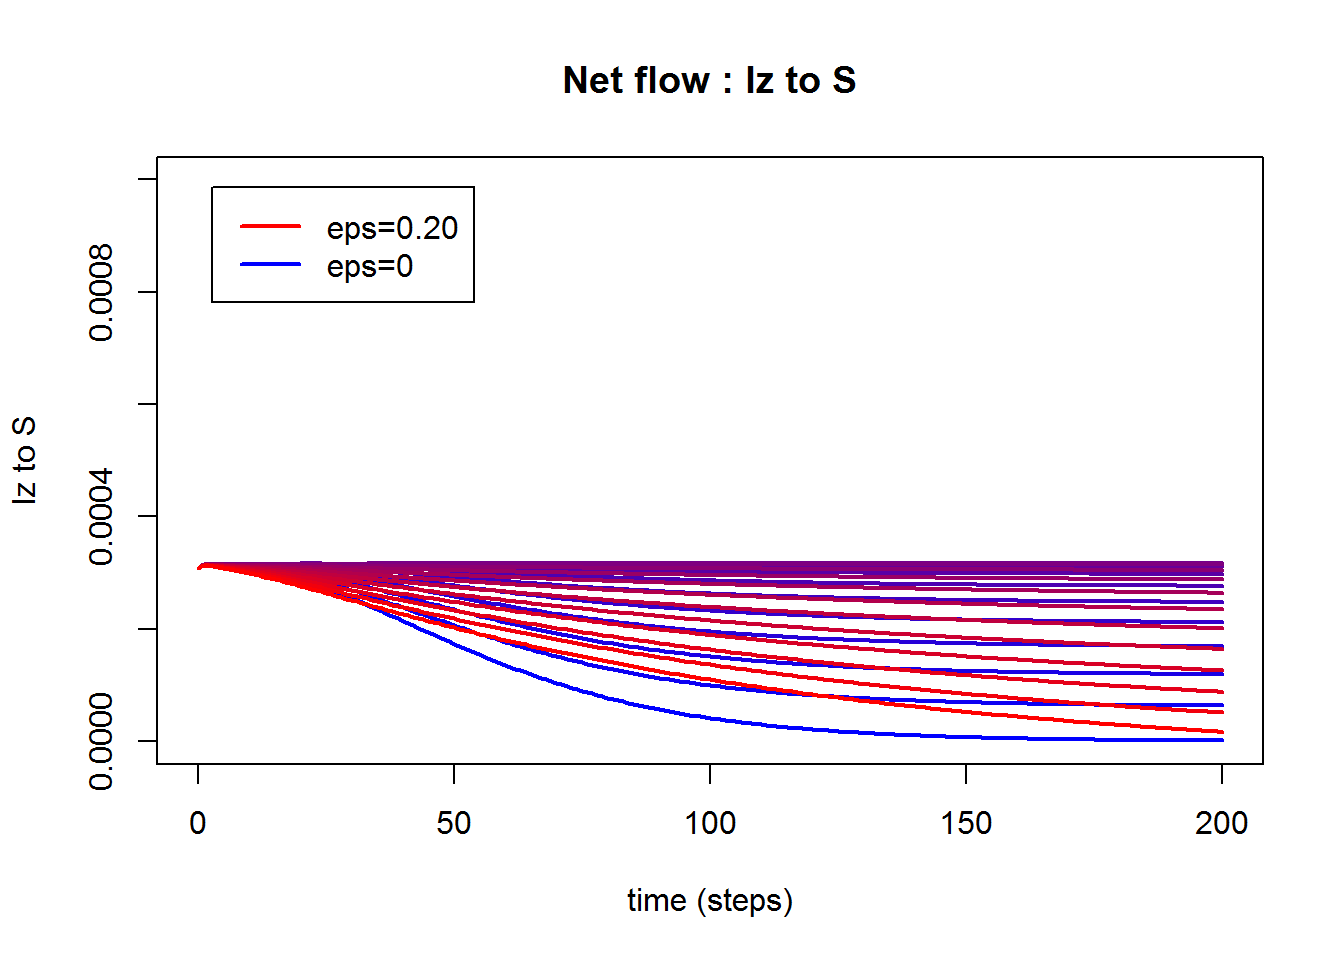 Net flow : Iz to S
eps=0.20
eps=0
0.0008
0.0004
0.0000
Iz to S
0 50 100 150 200
time (steps)